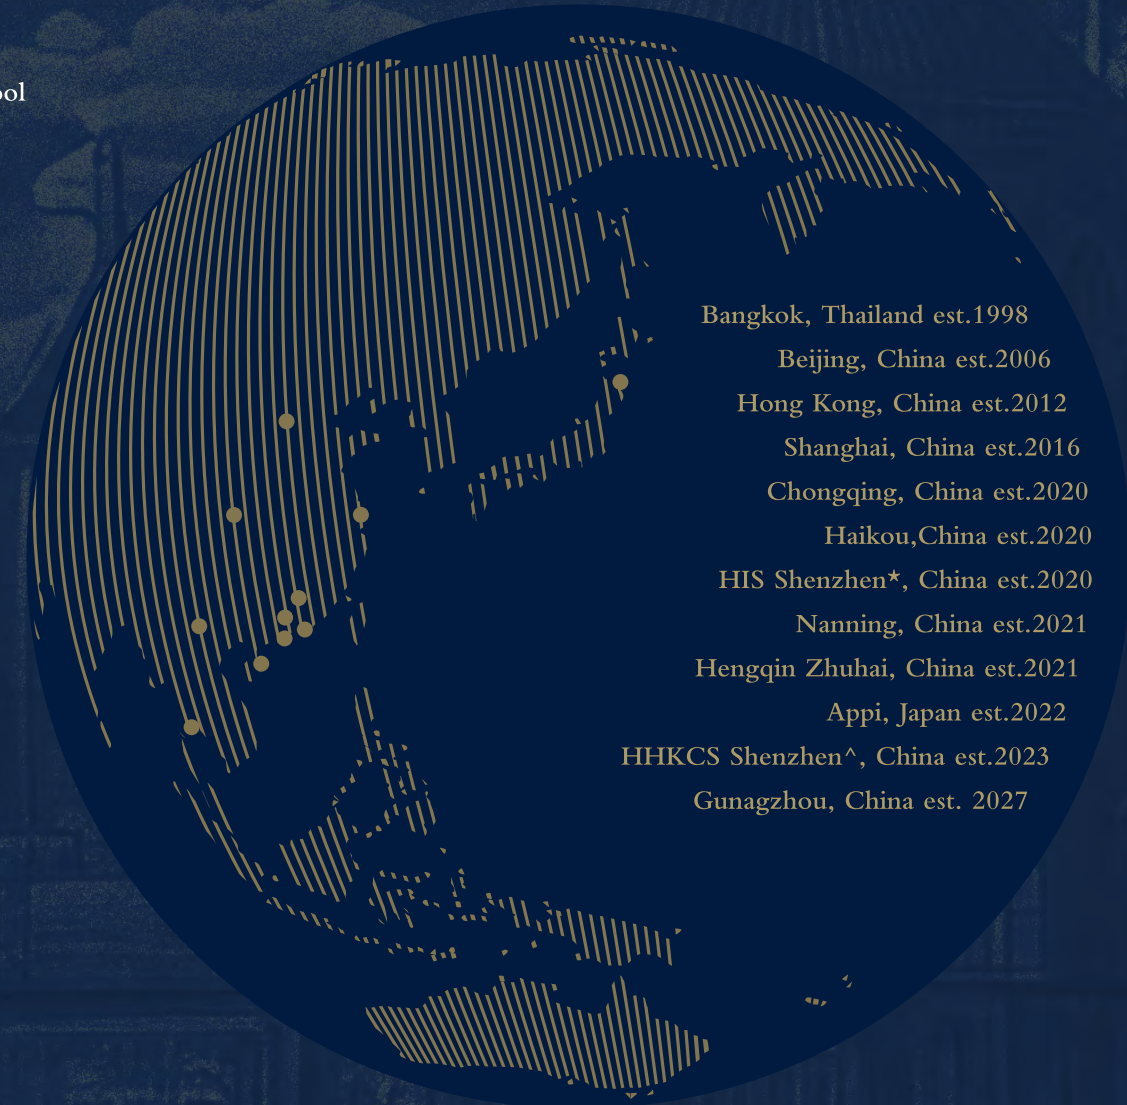 ool
Bangkok, Thailand est.1998
Beijing, China est.2006
Hong Kong, China est.2012
Shanghai, China est.2016
Chongqing, China est.2020
Haikou,China est.2020
HIS Shenzhen★, China est.2020
Nanning, China est.2021
Hengqin Zhuhai, China est.2021
Appi, Japan est.2022
HHKCS Shenzhen^, China est.2023
Gunagzhou, China est. 2027